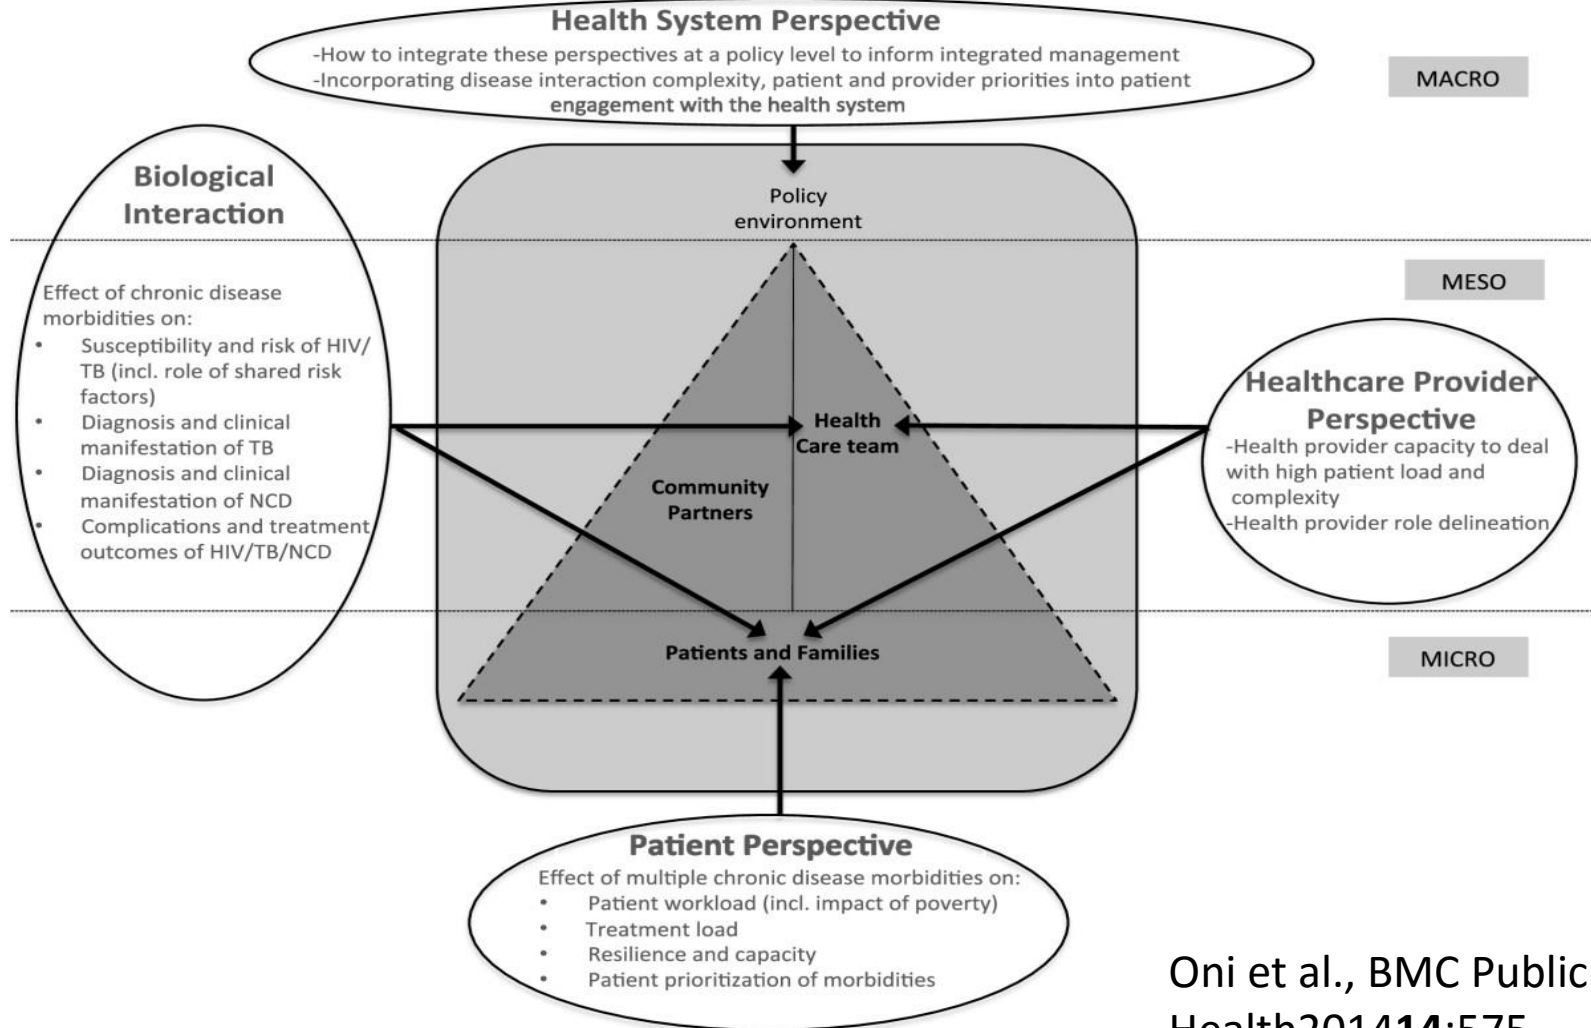 Health System Perspective
-How to integrate these perspectives at a policy level to inform integrated management
-Incorporating disease interaction complexity, patient and provider priorities into patient
engagement with the health system
MACRO
Biological
Interaction
Effect of chronic disease
morbidities on:
• Susceptibility and risk of HIV/
TB (incl. role of shared risk
factors)
• Diagnosis and clinical
manifestation of TB
• Diagnosis and clinical
manifestation of NCD
• Complications and treatment
outcomes of HIV/TB/NCD
Policy
environment
Health
Care team
Community
Partners
Patients and Families
MESO
Healthcare Provider
Perspective
-Health provider capacity to deal
with high patient load and
complexity
-Health provider role delineation
MICRO
Patient Perspective
Effect of multiple chronic disease morbidities on:
• Patient workload (incl. impact of poverty)
• Treatment load
• Resilience and capacity
• Patient prioritization of morbidities
Oni et al., BMC Public
Health201414:575